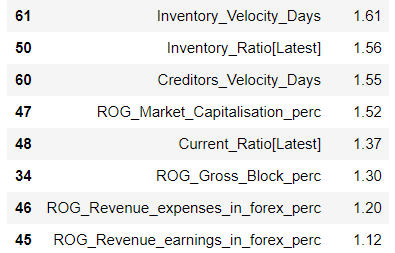 61 Inventory_Velocity_Days 1.61
50 Inventory_Ratio[Latest] 1.56
60 Creditors_Velocity_Days 1.55
47 ROG_Market_Capitalisation_perc 1.52
48 Current_Ratio[Latest] 1.37
34 ROG_Gross_Block_perc 1.30
46 ROG_Revenue_expenses_in_forex_perc 1.20
45 ROG_Revenue_earnings_in_forex_perc 1.12